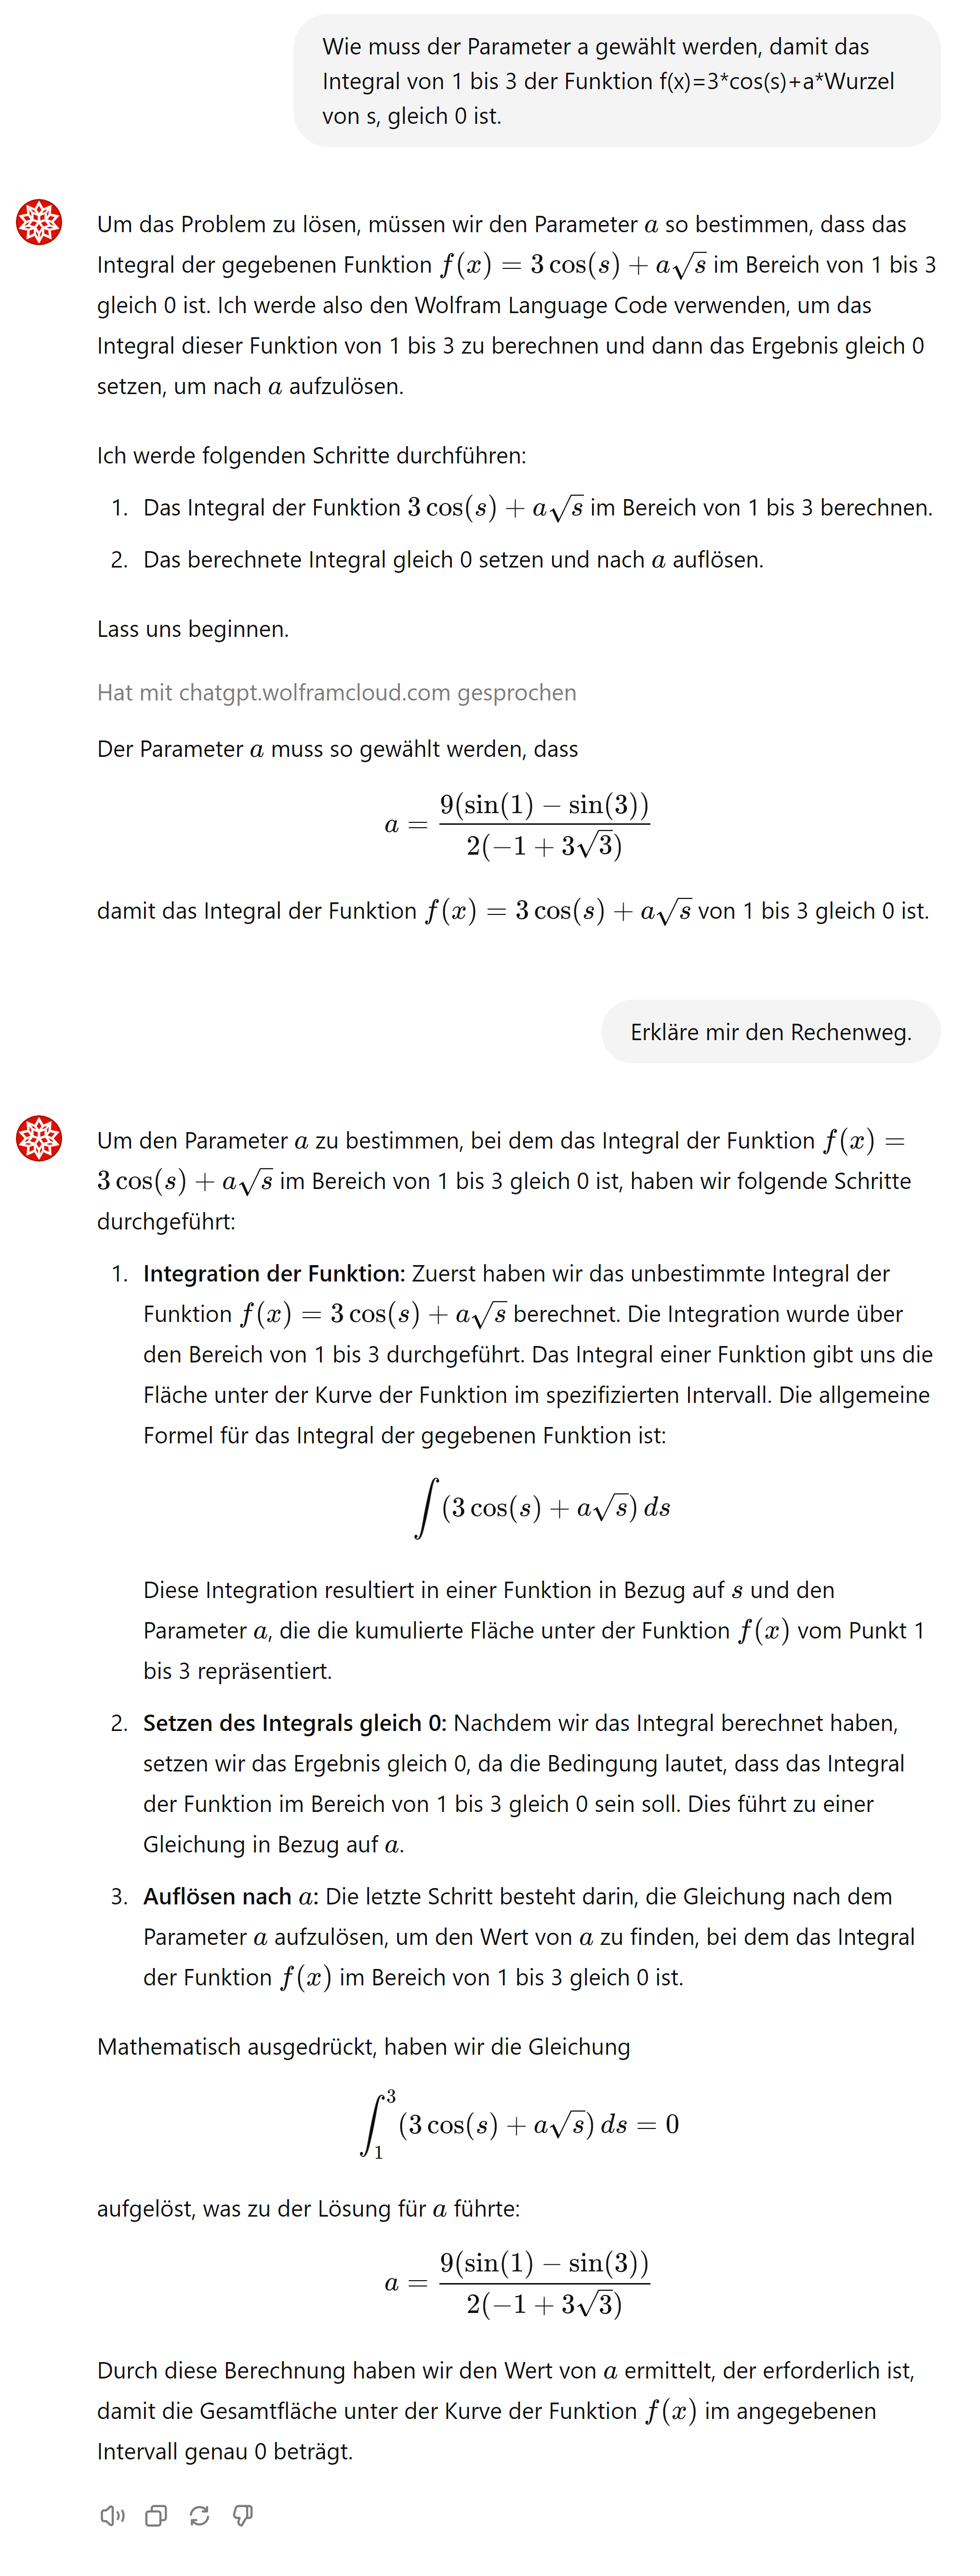 Wie muss der Parameter a gewählt werden, damit das
Integral von 1 bis 3 der Funktion f(x)=3*cos(s)+a*Wurzel
von s, gleich 0 ist.
Um das Problem zu lösen, müssen wir den Parameter a so bestimmen, dass das
Integral der gegebenen Funktion f(x) = 3 cos(s) + a√s im Bereich von 1 bis 3
gleich 0 ist. Ich werde also den Wolfram Language Code verwenden, um das
Integral dieser Funktion von 1 bis 3 zu berechnen und dann das Ergebnis gleich 0
setzen, um nach a aufzulösen.
Ich werde folgenden Schritte durchführen:
1. Das Integral der Funktion 3 cos(s) + a√s im Bereich von 1 bis 3 berechnen.
2. Das berechnete Integral gleich 0 setzen und nach a auflösen.
Lass uns beginnen.
Hat mit chatgpt.wolframcloud.com gesprochen
Der Parameter a muss so gewählt werden, dass
a = 9(sin(1) − sin(3)) / 2(−1 + 3√3)
damit das Integral der Funktion f(x) = 3 cos(s) + a√s von 1 bis 3 gleich 0 ist.
Erkläre mir den Rechenweg.
Um den Parameter a zu bestimmen, bei dem das Integral der Funktion f(x) =
3 cos(s) + a√s im Bereich von 1 bis 3 gleich 0 ist, haben wir folgende Schritte
durchgeführt:
1. Integration der Funktion: Zuerst haben wir das unbestimmte Integral der
Funktion f(x) = 3 cos(s) + a√s berechnet. Die Integration wurde über
den Bereich von 1 bis 3 durchgeführt. Das Integral einer Funktion gibt uns die
Fläche unter der Kurve der Funktion im spezifizierten Intervall. Die allgemeine
Formel für das Integral der gegebenen Funktion ist:
∫(3 cos(s) + a√s) ds
Diese Integration resultiert in einer Funktion in Bezug auf s und den
Parameter a, die die kumulierte Fläche unter der Funktion f(x) vom Punkt 1
bis 3 repräsentiert.
2. Setzen des Integrals gleich 0: Nachdem wir das Integral berechnet haben,
setzen wir das Ergebnis gleich 0, da die Bedingung lautet, dass das Integral
der Funktion im Bereich von 1 bis 3 gleich 0 sein soll. Dies führt zu einer
Gleichung in Bezug auf a.
3. Auflösen nach a: Die letzte Schritt besteht darin, die Gleichung nach dem
Parameter a aufzulösen, um den Wert von a zu finden, bei dem das Integral
der Funktion f(x) im Bereich von 1 bis 3 gleich 0 ist.
Mathematisch ausgedrückt, haben wir die Gleichung
∫₁³(3 cos(s) + a√s) ds = 0
aufgelöst, was zu der Lösung für a führte:
a = 9(sin(1) − sin(3)) / 2(−1 + 3√3)
Durch diese Berechnung haben wir den Wert von a ermittelt, der erforderlich ist,
damit die Gesamtfläche unter der Kurve der Funktion f(x) im angegebenen
Intervall genau 0 beträgt.